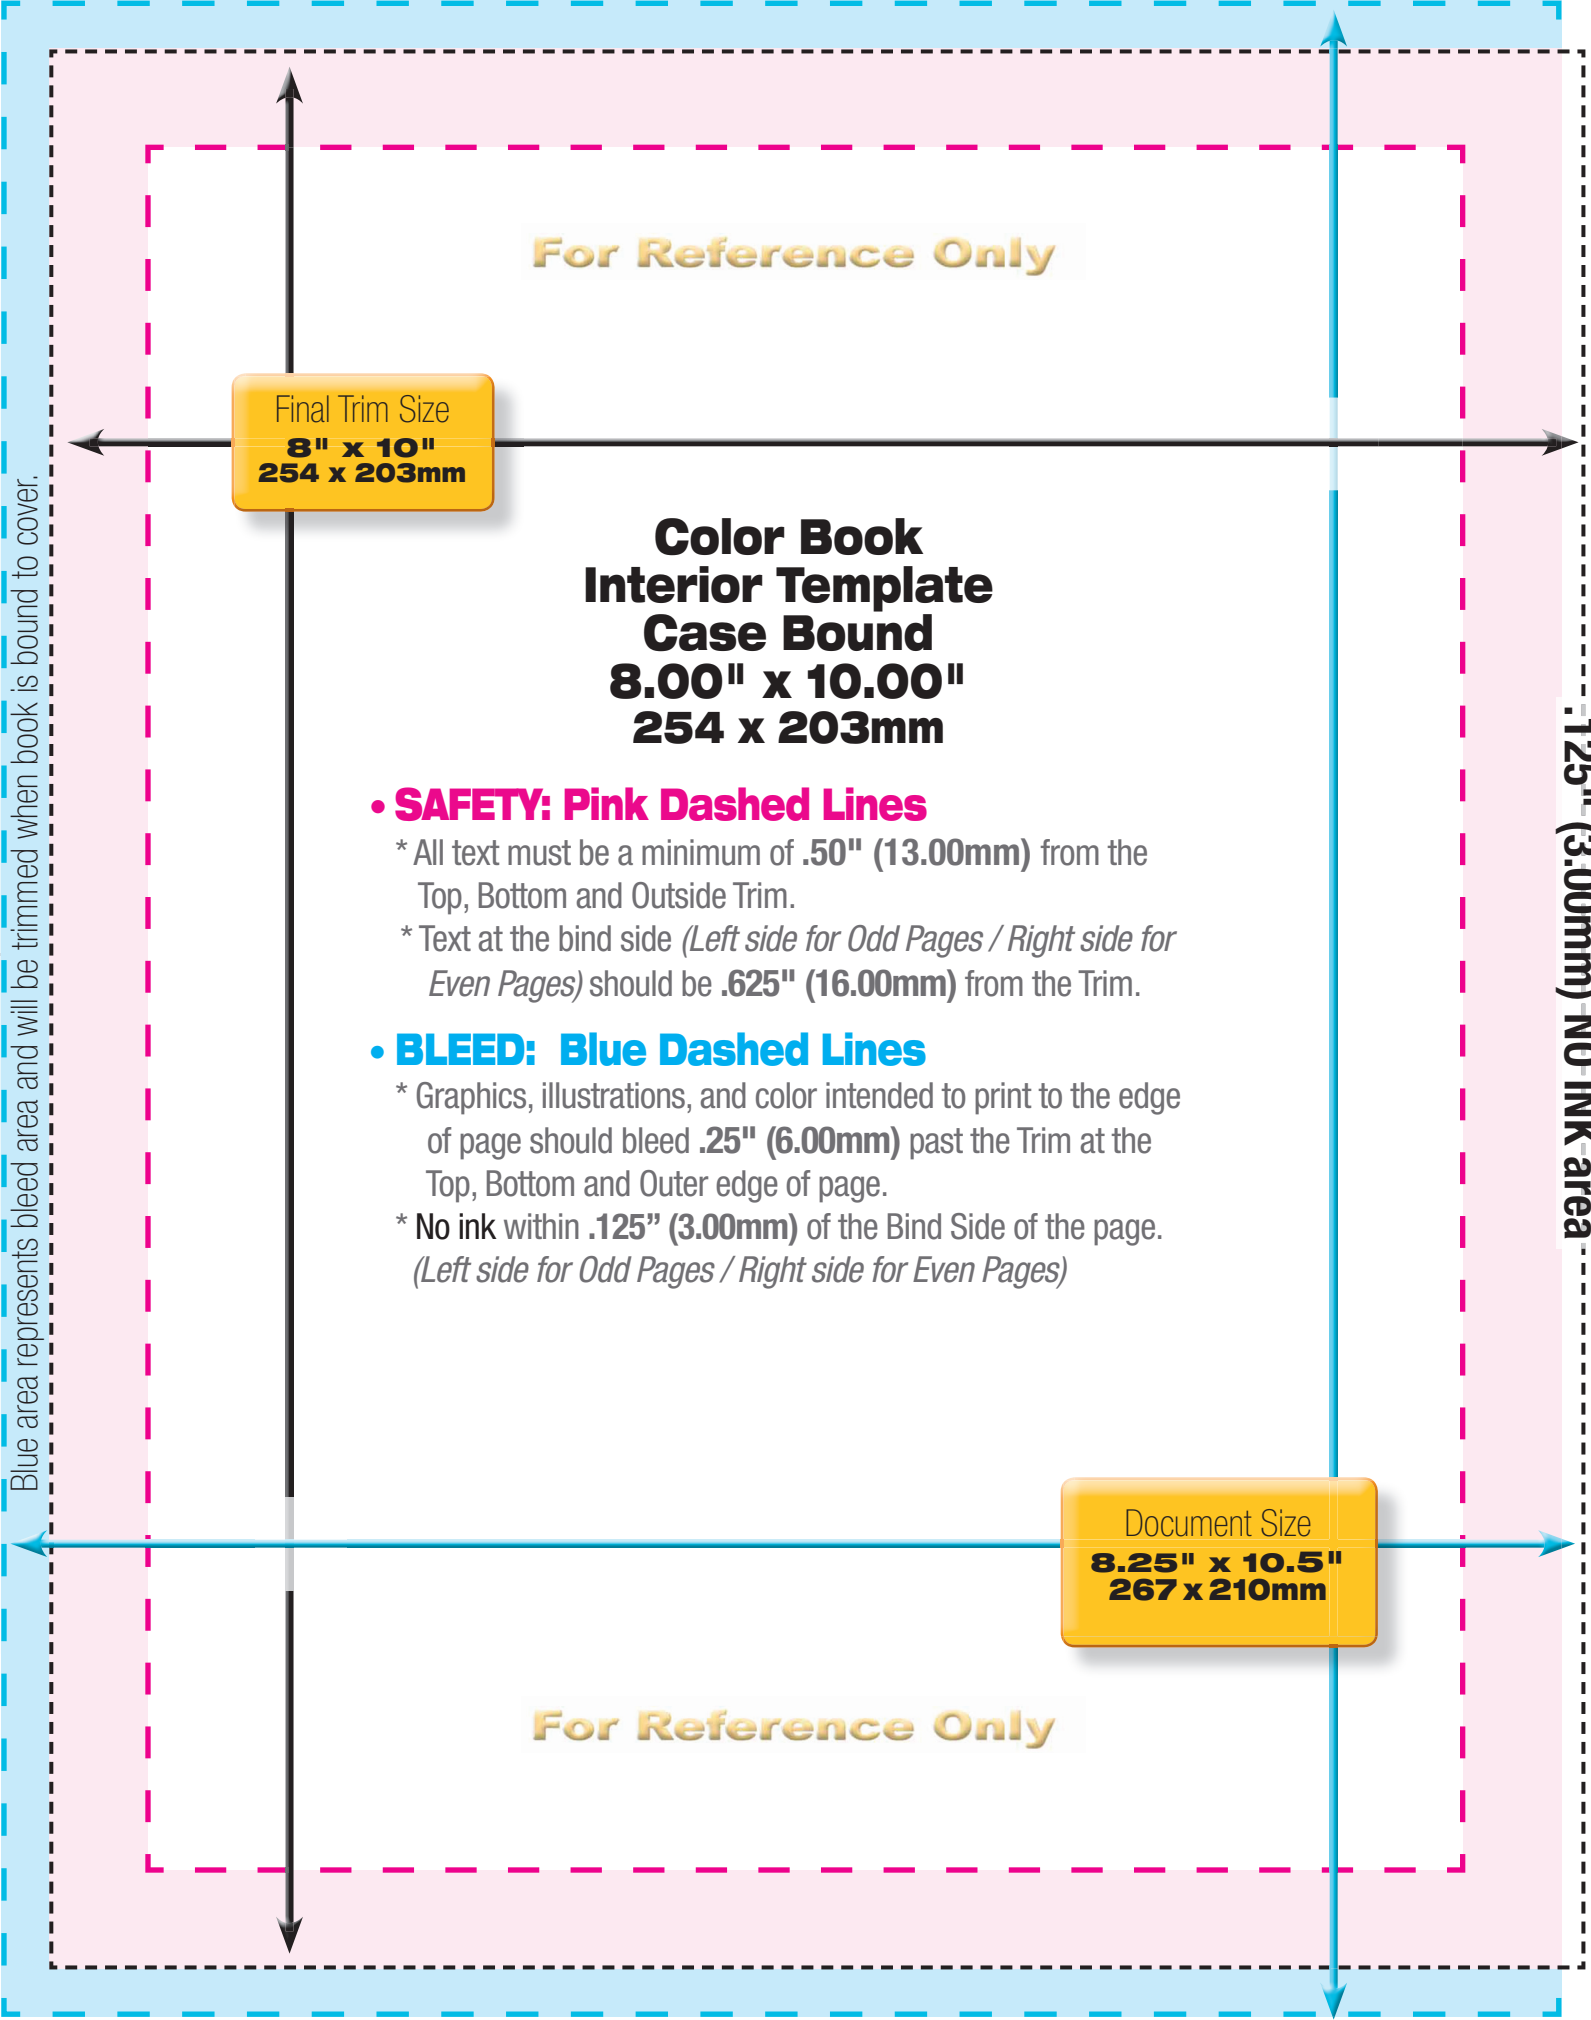 For Reference Only
Final Trim Size
8" x 10"
254 x 203mm
Blue area represents bleed area and will be trimmed when book is bound to cover.
Color Book
Interior Template
Case Bound
8.00" x 10.00"
254 x 203mm
.125" (3.00mm) NO INK area
• SAFETY: Pink Dashed Lines
* All text must be a minimum of .50" (13.00mm) from the
Top, Bottom and Outside Trim.
* Text at the bind side (Left side for Odd Pages / Right side for
Even Pages) should be .625" (16.00mm) from the Trim.
• BLEED: Blue Dashed Lines
* Graphics, illustrations, and color intended to print to the edge
of page should bleed .25" (6.00mm) past the Trim at the
Top, Bottom and Outer edge of page.
* No ink within .125” (3.00mm) of the Bind Side of the page.
(Left side for Odd Pages / Right side for Even Pages)
Document Size
8.25" x 10.5"
267 x 210mm
For Reference Only